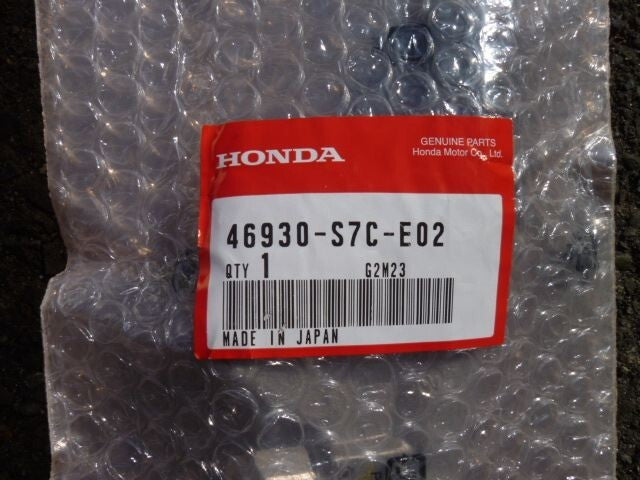 HONDA
GENUINE PARTS
Honda Motor Co., Ltd.
46930-S7C-E02
QTY 1 G2M23
MADE IN JAPAN